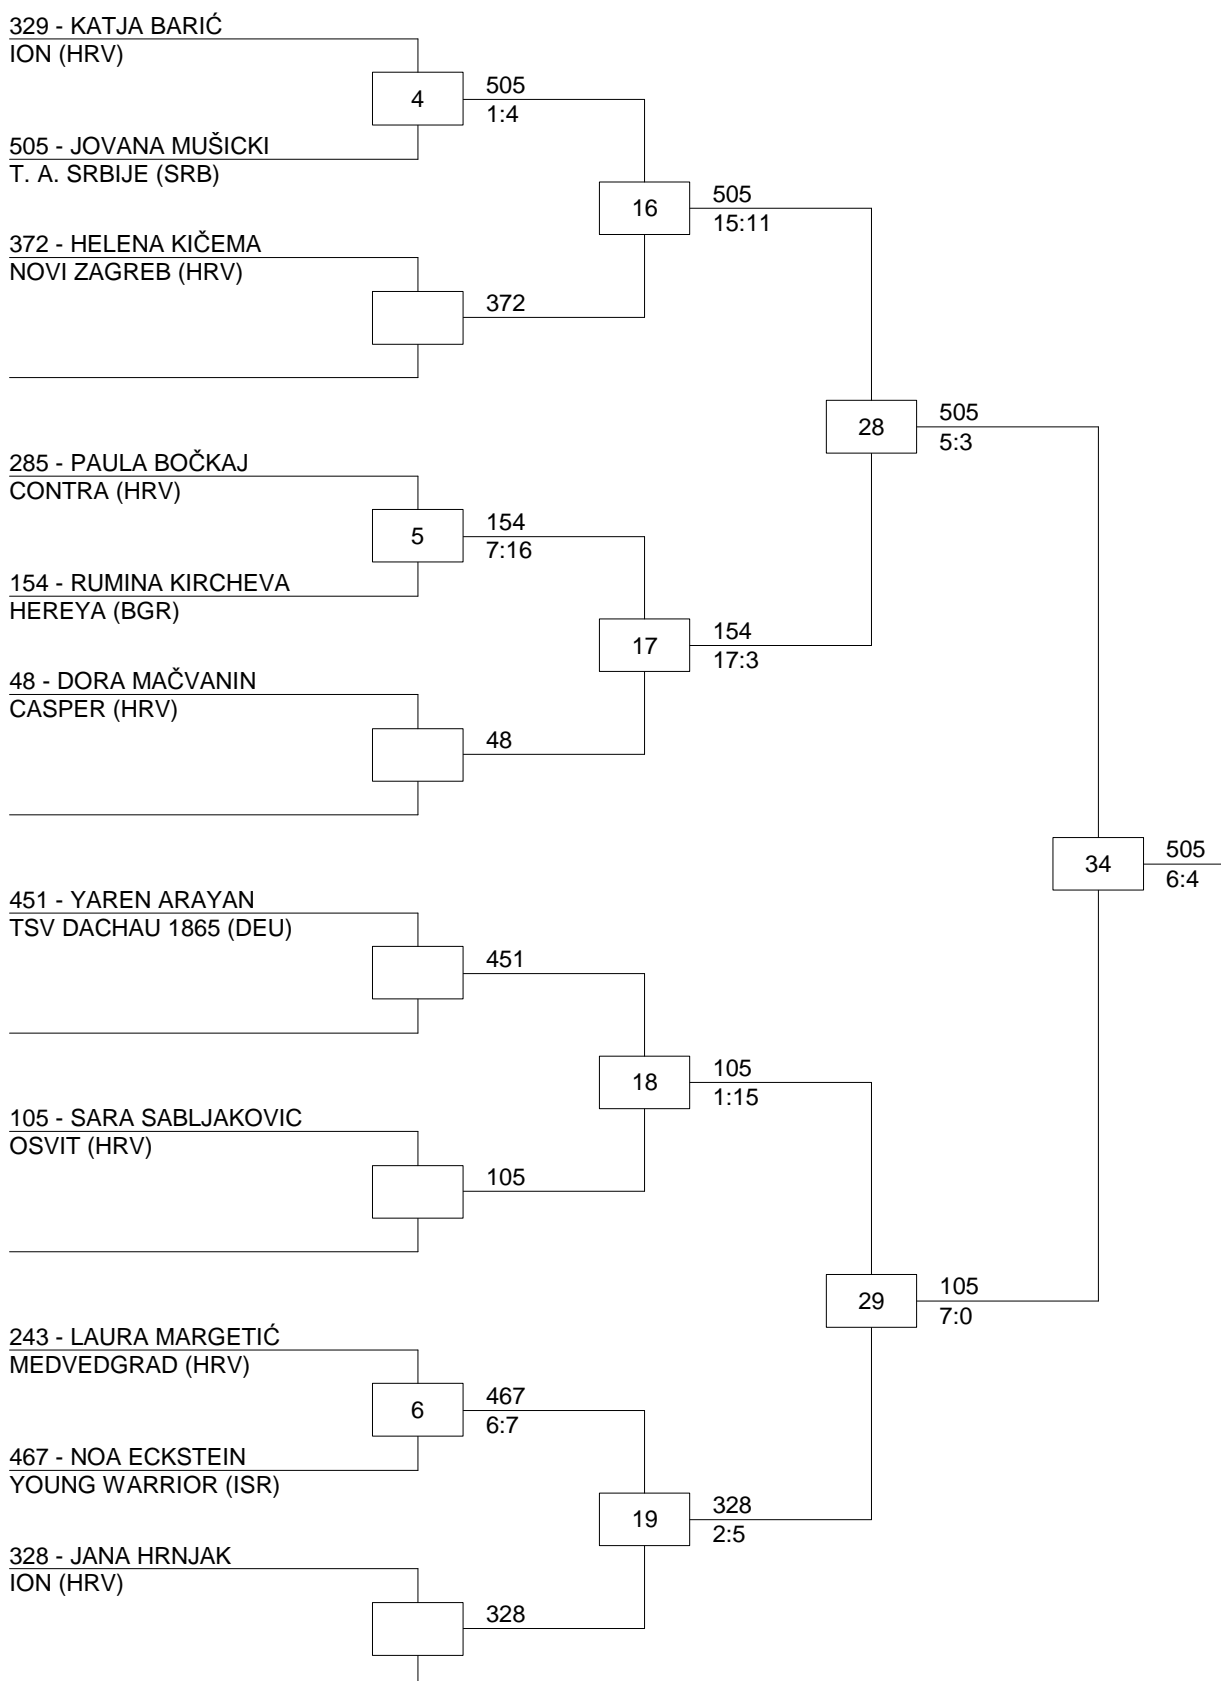 329 - KATJA BARIĆ
ION (HRV)
4
505
1:4
505 - JOVANA MUŠICKI
T. A. SRBIJE (SRB)
16
505
15:11
372 - HELENA KIČEMA
NOVI ZAGREB (HRV)
372
28
505
5:3
285 - PAULA BOČKAJ
CONTRA (HRV)
5
154
7:16
154 - RUMINA KIRCHEVA
HEREYA (BGR)
17
154
17:3
48 - DORA MAČVANIN
CASPER (HRV)
48
34
505
6:4
451 - YAREN ARAYAN
TSV DACHAU 1865 (DEU)
451
18
105
1:15
105 - SARA SABLJAKOVIC
OSVIT (HRV)
105
29
105
7:0
243 - LAURA MARGETIĆ
MEDVEDGRAD (HRV)
6
467
6:7
467 - NOA ECKSTEIN
YOUNG WARRIOR (ISR)
19
328
2:5
328 - JANA HRNJAK
ION (HRV)
328